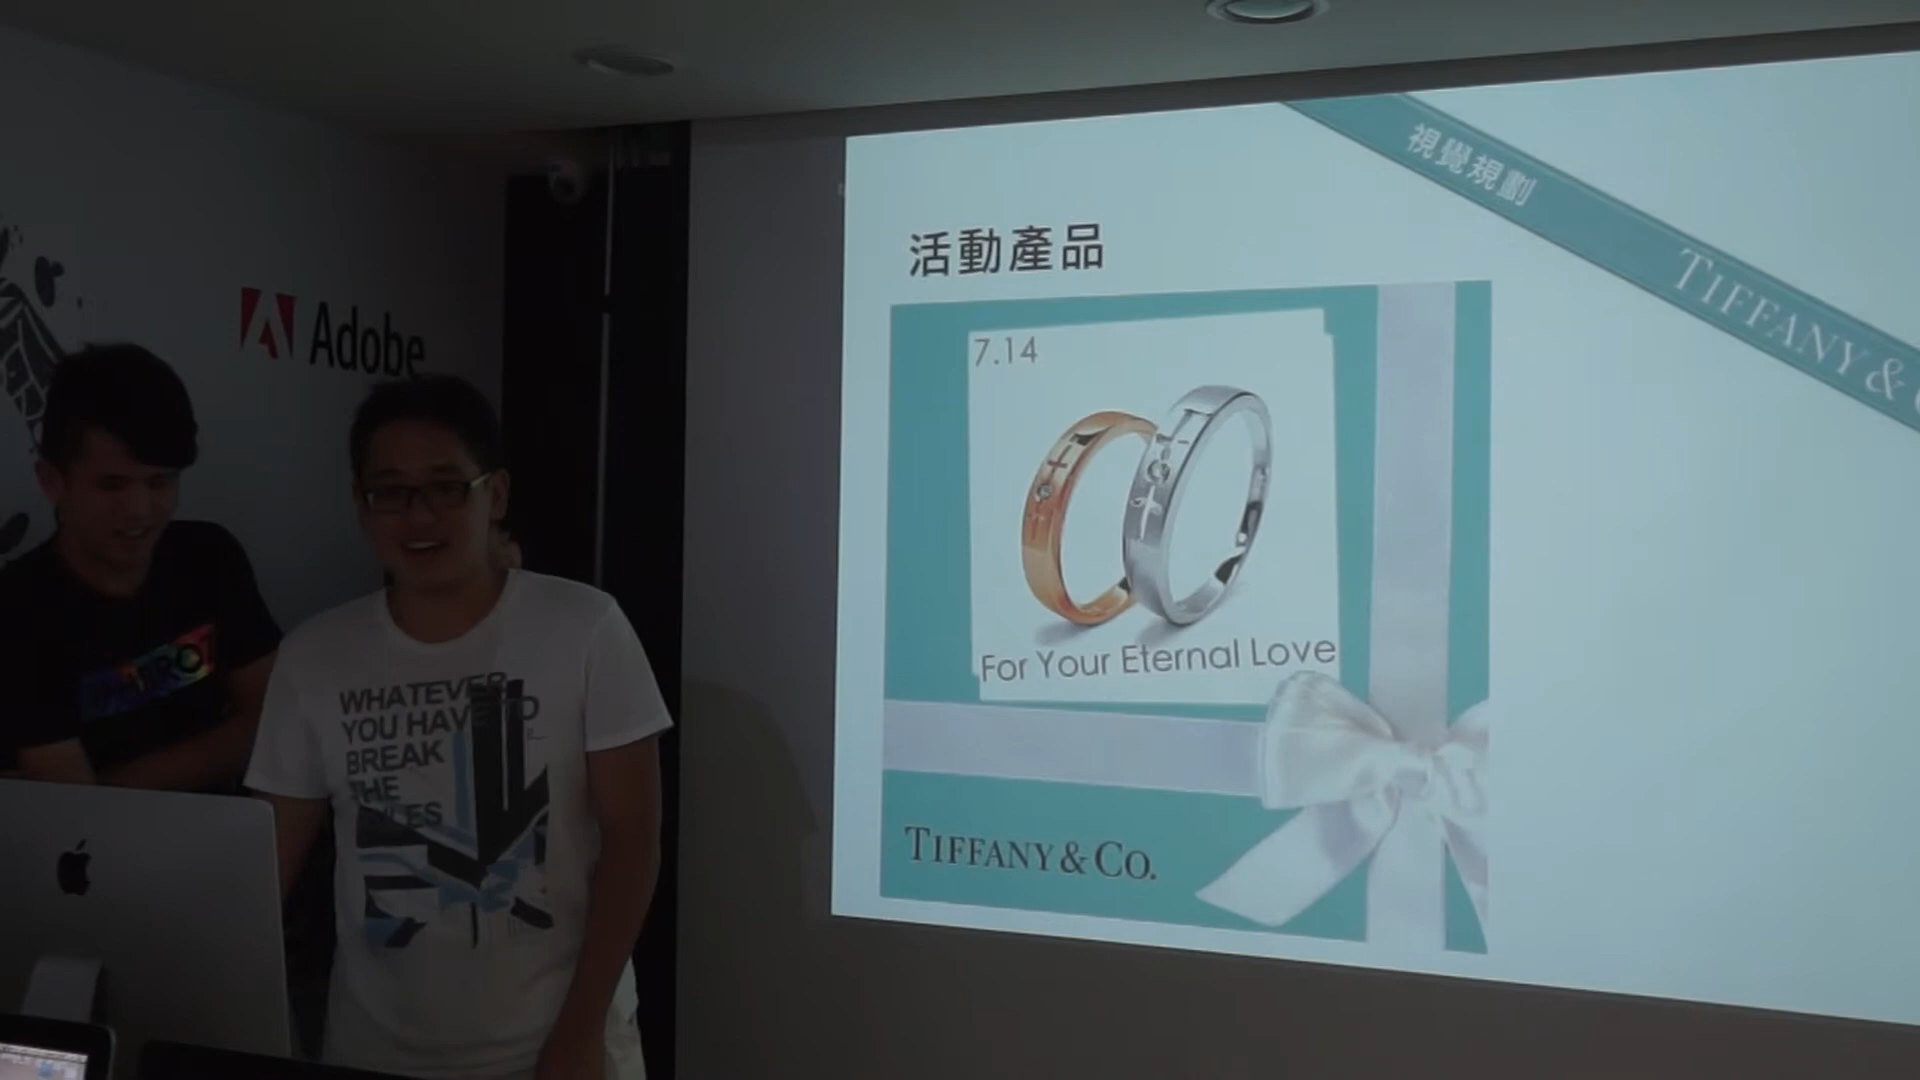 Adobe
WHATEVER
YOU HAVE TO
BREAK
THE
RULES
視覺規劃
TIFFANY &
活動產品
7.14
For Your Eternal Love
TIFFANY & CO.